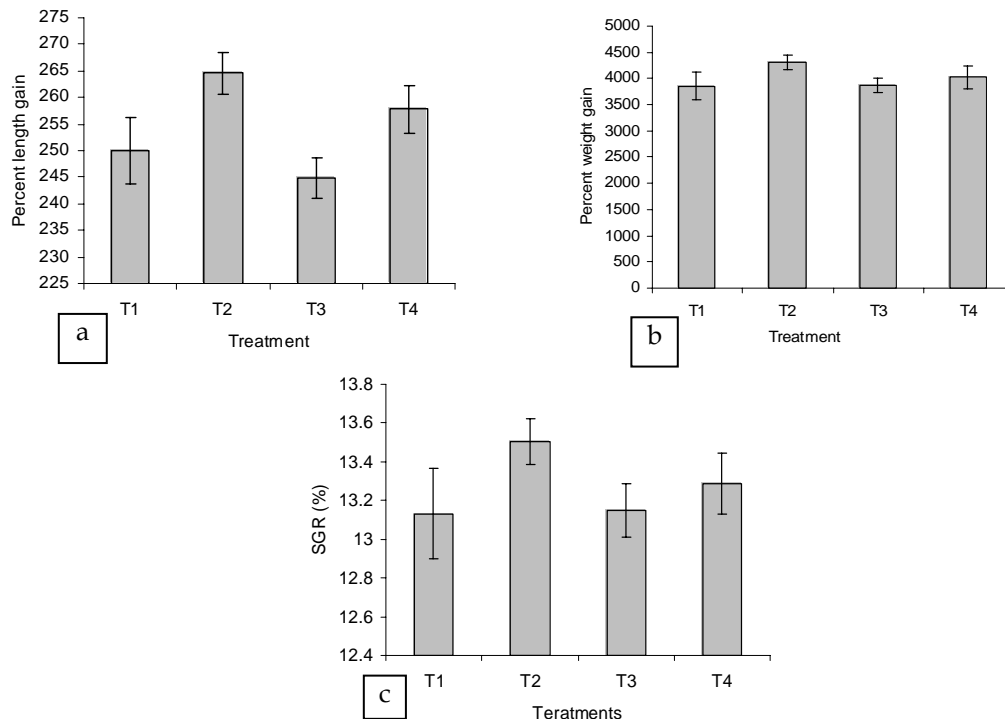 275
270
265
260
255
250
245
240
235
230
225
Percent length gain
T1 T2 T3 T4
Treatment
a
5000
4500
4000
3500
3000
2500
2000
1500
1000
500
0
Percent weight gain
T1 T2 T3 T4
Treatment
b
13.8
13.6
13.4
13.2
13
12.8
12.6
12.4
SGR (%)
T1 T2 T3 T4
Teratments
c